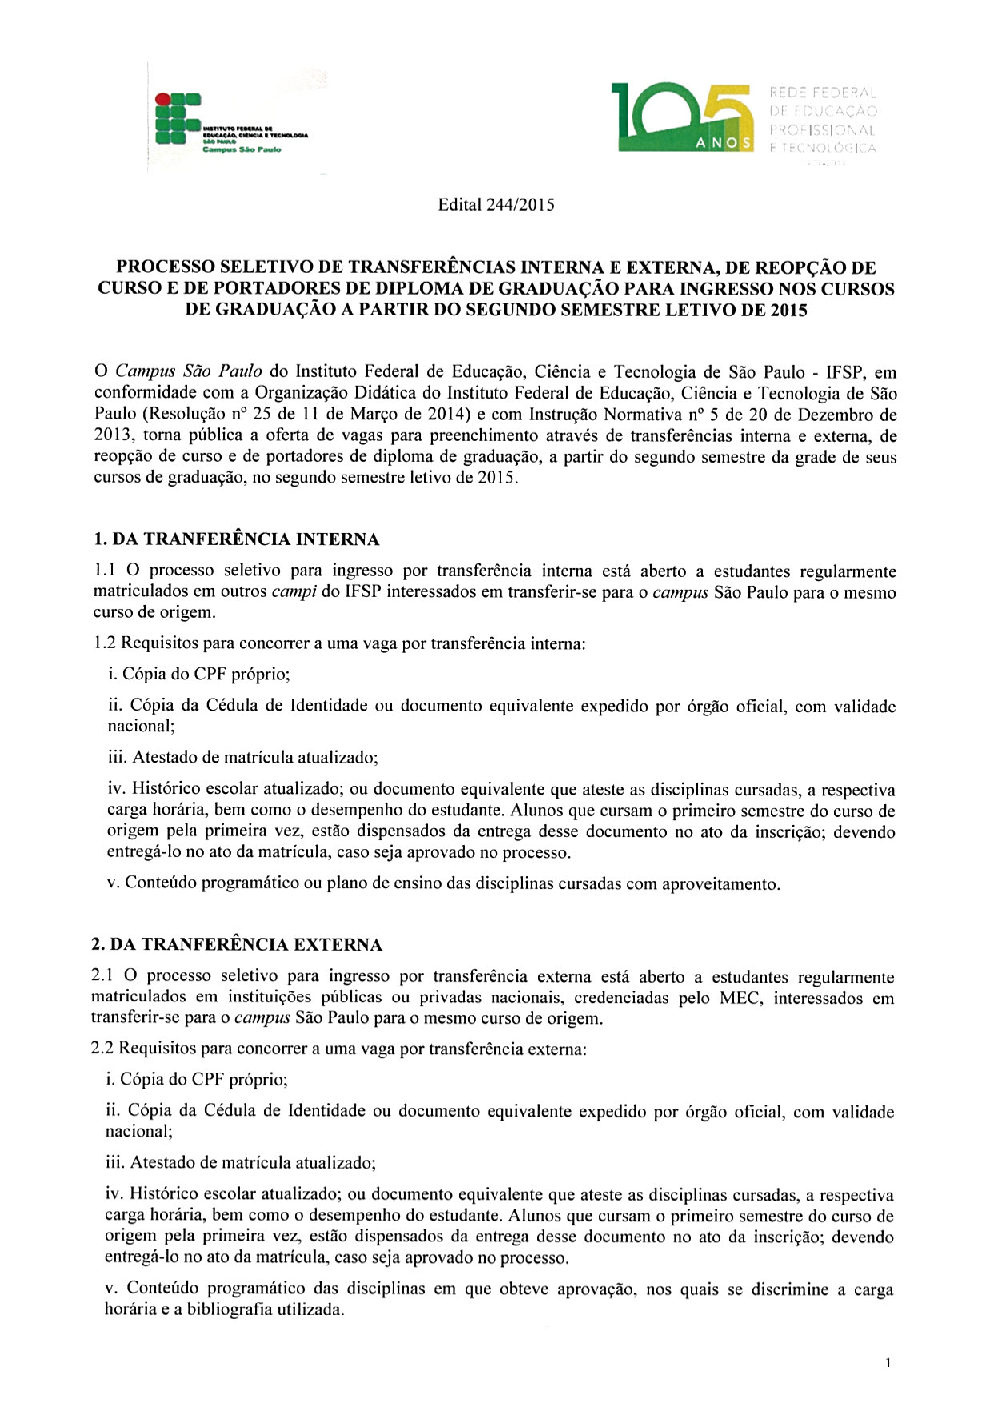 INSTITUTO FEDERAL DE
EDUCAÇÃO, CIÊNCIA E TECNOLOGIA
SÃO PAULO
Campus São Paulo
105
ANOS
REDE FEDERAL
DE EDUCAÇÃO
PROFISSIONAL
E TECNOLÓGICA
Edital 244/2015
PROCESSO SELETIVO DE TRANSFERÊNCIAS INTERNA E EXTERNA, DE REOPÇÃO DE
CURSO E DE PORTADORES DE DIPLOMA DE GRADUAÇÃO PARA INGRESSO NOS CURSOS
DE GRADUAÇÃO A PARTIR DO SEGUNDO SEMESTRE LETIVO DE 2015
O Campus São Paulo do Instituto Federal de Educação, Ciência e Tecnologia de São Paulo - IFSP, em
conformidade com a Organização Didática do Instituto Federal de Educação, Ciência e Tecnologia de São
Paulo (Resolução nº 25 de 11 de Março de 2014) e com Instrução Normativa nº 5 de 20 de Dezembro de
2013, torna pública a oferta de vagas para preenchimento através de transferências interna e externa, de
reopção de curso e de portadores de diploma de graduação, a partir do segundo semestre da grade de seus
cursos de graduação, no segundo semestre letivo de 2015.
1. DA TRANFERÊNCIA INTERNA
1.1 O processo seletivo para ingresso por transferência interna está aberto a estudantes regularmente
matriculados em outros campi do IFSP interessados em transferir-se para o campus São Paulo para o mesmo
curso de origem.
1.2 Requisitos para concorrer a uma vaga por transferência interna:
i. Cópia do CPF próprio;
ii. Cópia da Cédula de Identidade ou documento equivalente expedido por órgão oficial, com validade
nacional;
iii. Atestado de matrícula atualizado;
iv. Histórico escolar atualizado; ou documento equivalente que ateste as disciplinas cursadas, a respectiva
carga horária, bem como o desempenho do estudante. Alunos que cursam o primeiro semestre do curso de
origem pela primeira vez, estão dispensados da entrega desse documento no ato da inscrição; devendo
entregá-lo no ato da matrícula, caso seja aprovado no processo.
v. Conteúdo programático ou plano de ensino das disciplinas cursadas com aproveitamento.
2. DA TRANFERÊNCIA EXTERNA
2.1 O processo seletivo para ingresso por transferência externa está aberto a estudantes regularmente
matriculados em instituições públicas ou privadas nacionais, credenciadas pelo MEC, interessados em
transferir-se para o campus São Paulo para o mesmo curso de origem.
2.2 Requisitos para concorrer a uma vaga por transferência externa:
i. Cópia do CPF próprio;
ii. Cópia da Cédula de Identidade ou documento equivalente expedido por órgão oficial, com validade
nacional;
iii. Atestado de matrícula atualizado;
iv. Histórico escolar atualizado; ou documento equivalente que ateste as disciplinas cursadas, a respectiva
carga horária, bem como o desempenho do estudante. Alunos que cursam o primeiro semestre do curso de
origem pela primeira vez, estão dispensados da entrega desse documento no ato da inscrição; devendo
entregá-lo no ato da matrícula, caso seja aprovado no processo.
v. Conteúdo programático das disciplinas em que obteve aprovação, nos quais se discrimine a carga
horária e a bibliografia utilizada.
1